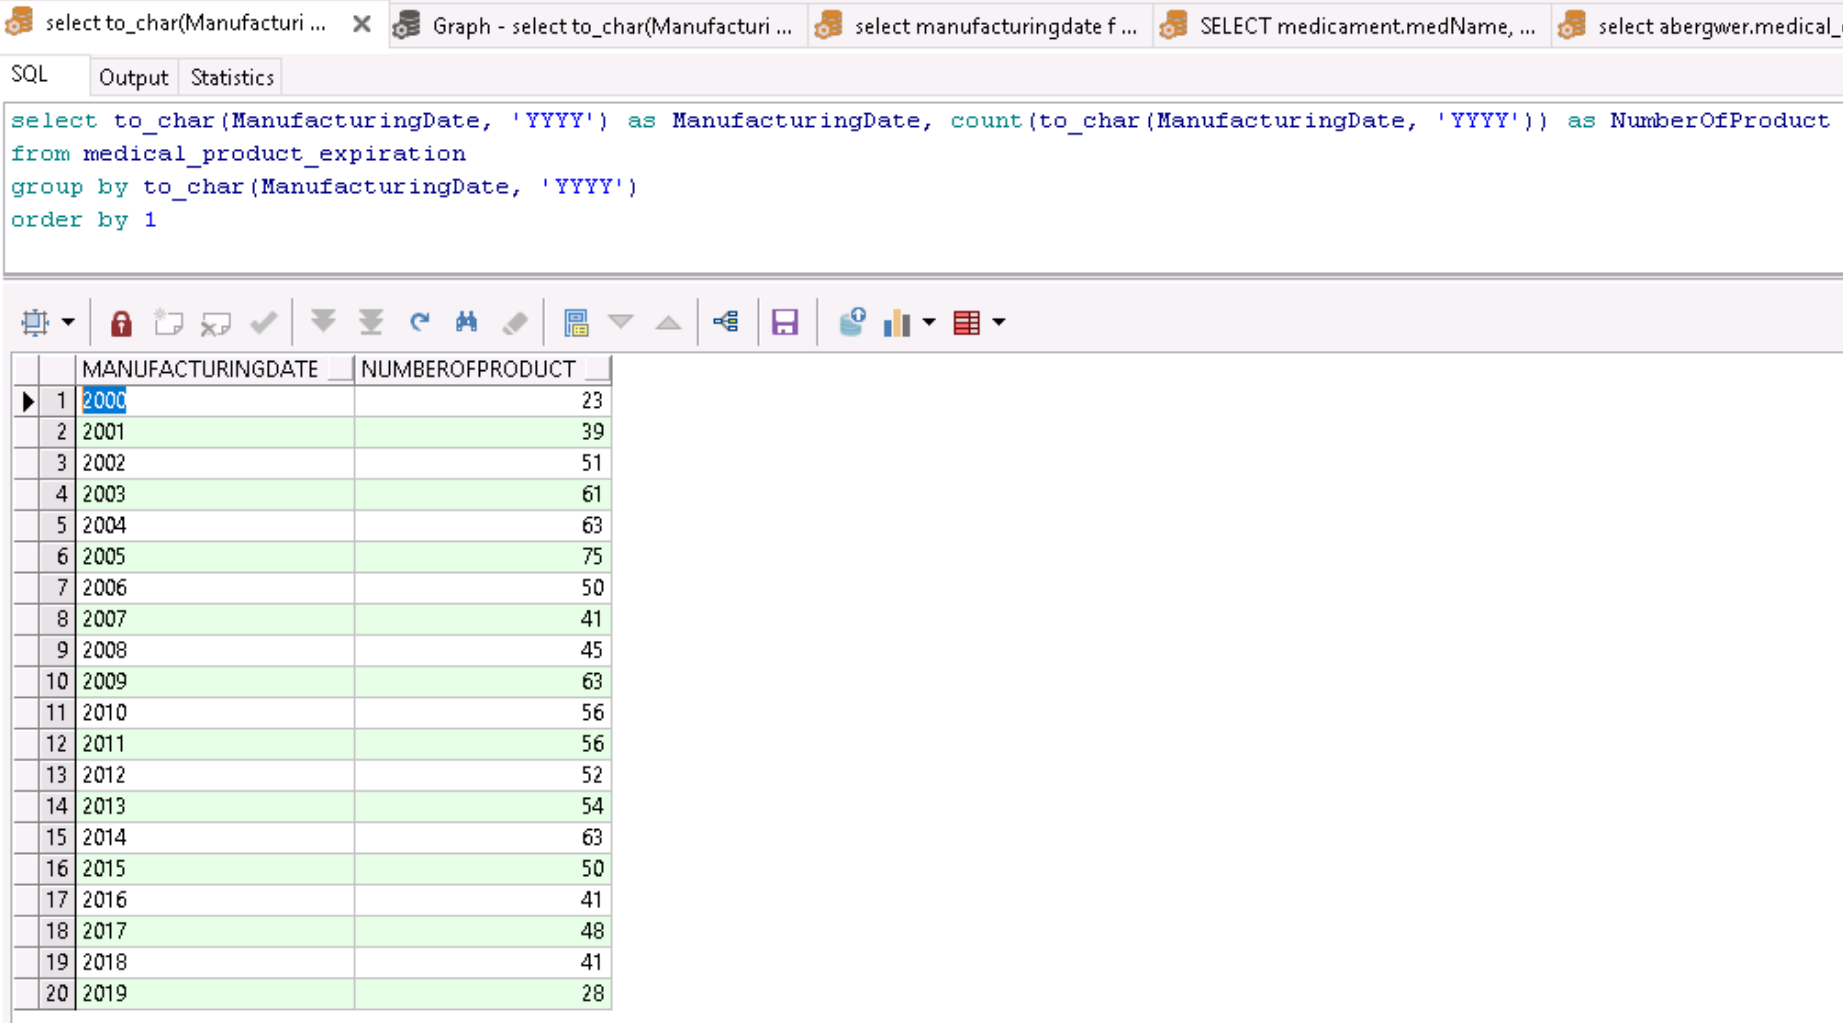 select to_char(Manufacturi ... Graph - select to_char(Manufacturi ... select manufacturingdate f ... SELECT medicament.medName, ... select abergwer.medical_
SQL Output Statistics
select to_char(ManufacturingDate, 'YYYY') as ManufacturingDate, count(to_char(ManufacturingDate, 'YYYY')) as NumberOfProduct
from medical_product_expiration
group by to_char(ManufacturingDate, 'YYYY')
order by 1
MANUFACTURINGDATE NUMBEROFPRODUCT
1 2000 23
2 2001 39
3 2002 51
4 2003 61
5 2004 63
6 2005 75
7 2006 50
8 2007 41
9 2008 45
10 2009 63
11 2010 56
12 2011 56
13 2012 52
14 2013 54
15 2014 63
16 2015 50
17 2016 41
18 2017 48
19 2018 41
20 2019 28